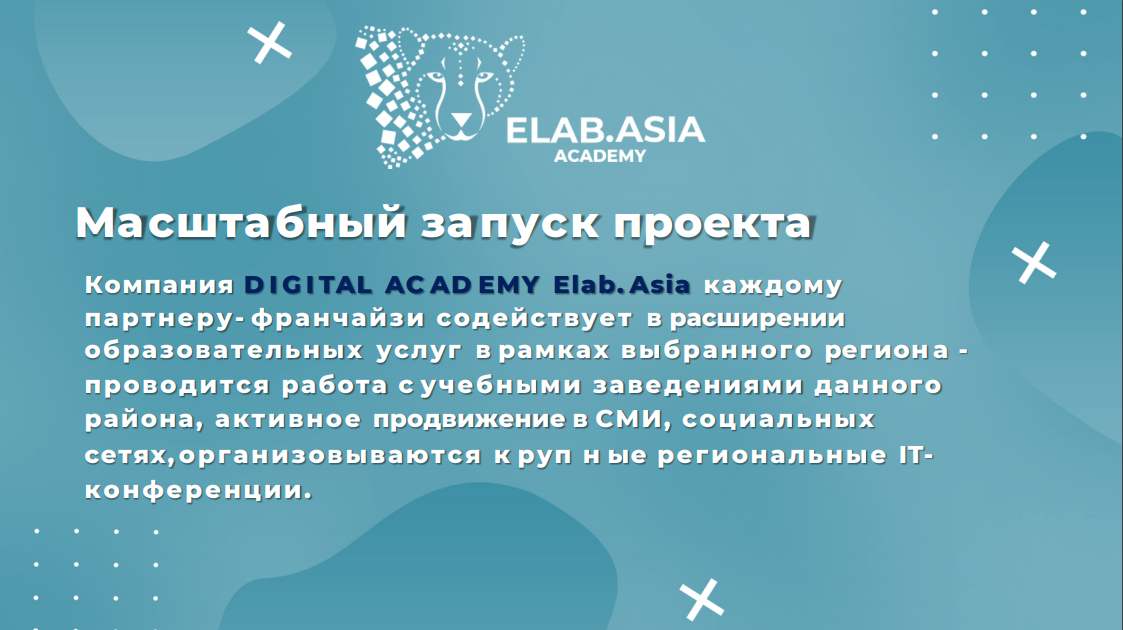 ELAB.ASIA
ACADEMY
Масштабный запуск проекта
Компания DIGITAL ACADEMY Elab.Asia каждому
партнеру-франчайзи содействует в расширении
образовательных услуг в рамках выбранного региона -
проводится работа с учебными заведениями данного
района, активное продвижение в СМИ, социальных
сетях,организовываются крупные региональные IT-
конференции.